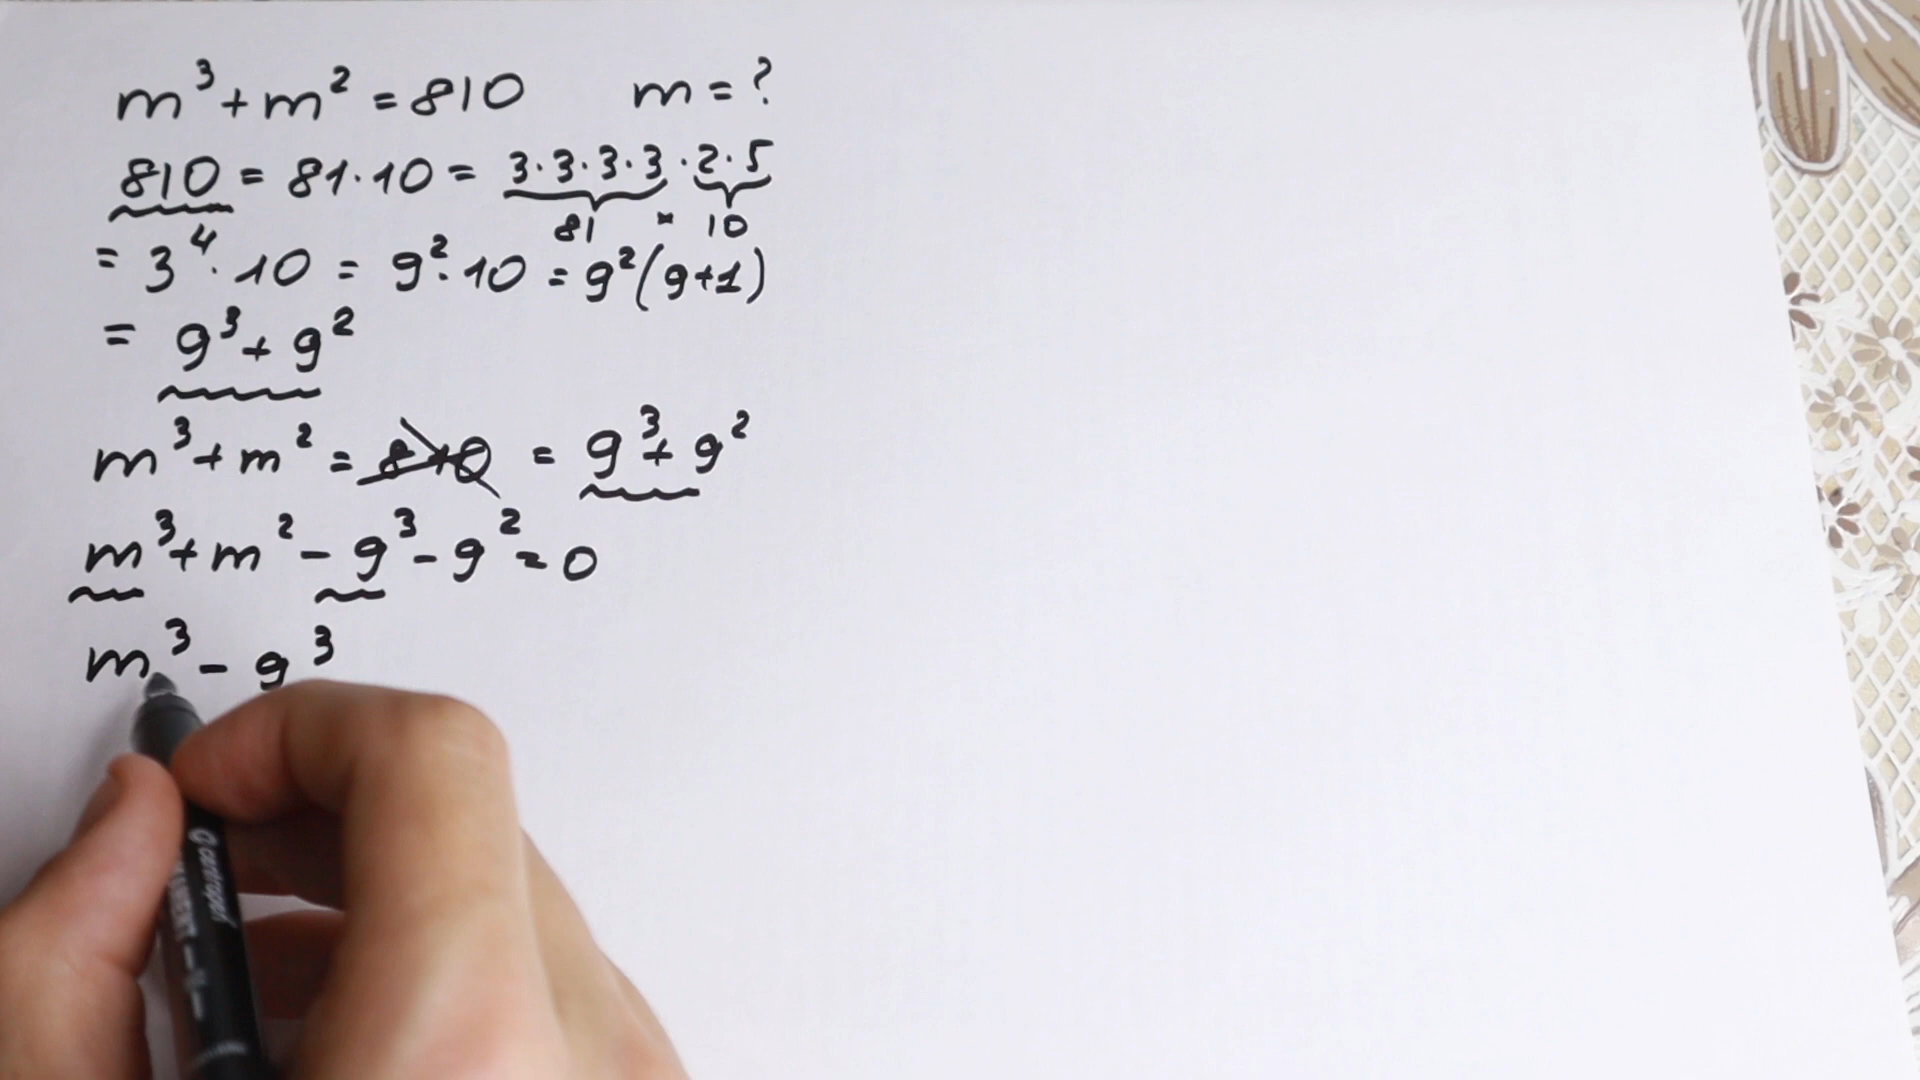 m³+m²=810 m=?
810 = 81·10 = 3·3·3·3·2·5
81 · 10
= 3⁴·10 = 9²·10 = 9²(9+1)
= 9³+9²
m³+m²=810 = 9³+9²
m³+m²-9³-9²=0
m³-9³
centropen